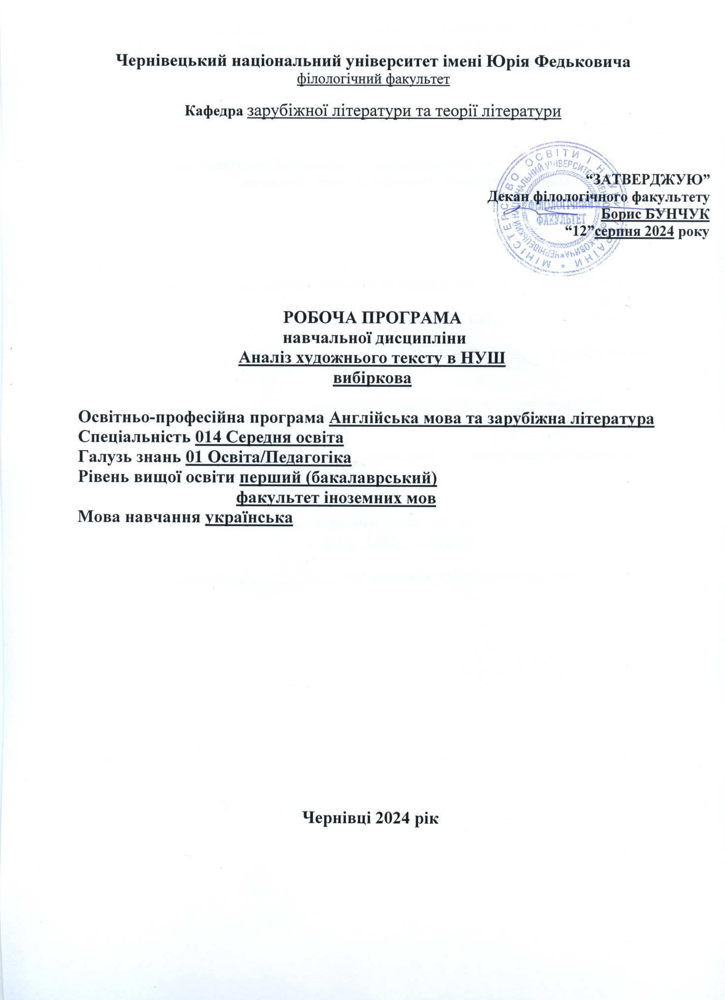 Чернівецький національний університет імені Юрія Федьковича
філологічний факультет
Кафедра зарубіжної літератури та теорії літератури
“ЗАТВЕРДЖУЮ”
Декан філологічного факультету
Борис БУНЧУК
“12”серпня 2024 року
МІНІСТЕРСТВО ОСВІТИ І НАУКИ УКРАЇНИ *
ЧЕРНІВЕЦЬКИЙ НАЦІОНАЛЬНИЙ УНІВЕРСИТЕТ ІМЕНІ ЮРІЯ ФЕДЬКОВИЧА *
ФІЛОЛОГІЧНИЙ
ФАКУЛЬТЕТ
РОБОЧА ПРОГРАМА
навчальної дисципліни
Аналіз художнього тексту в НУШ
вибіркова
Освітньо-професійна програма Англійська мова та зарубіжна література
Спеціальність 014 Середня освіта
Галузь знань 01 Освіта/Педагогіка
Рівень вищої освіти перший (бакалаврський)
факультет іноземних мов
Мова навчання українська
Чернівці 2024 рік